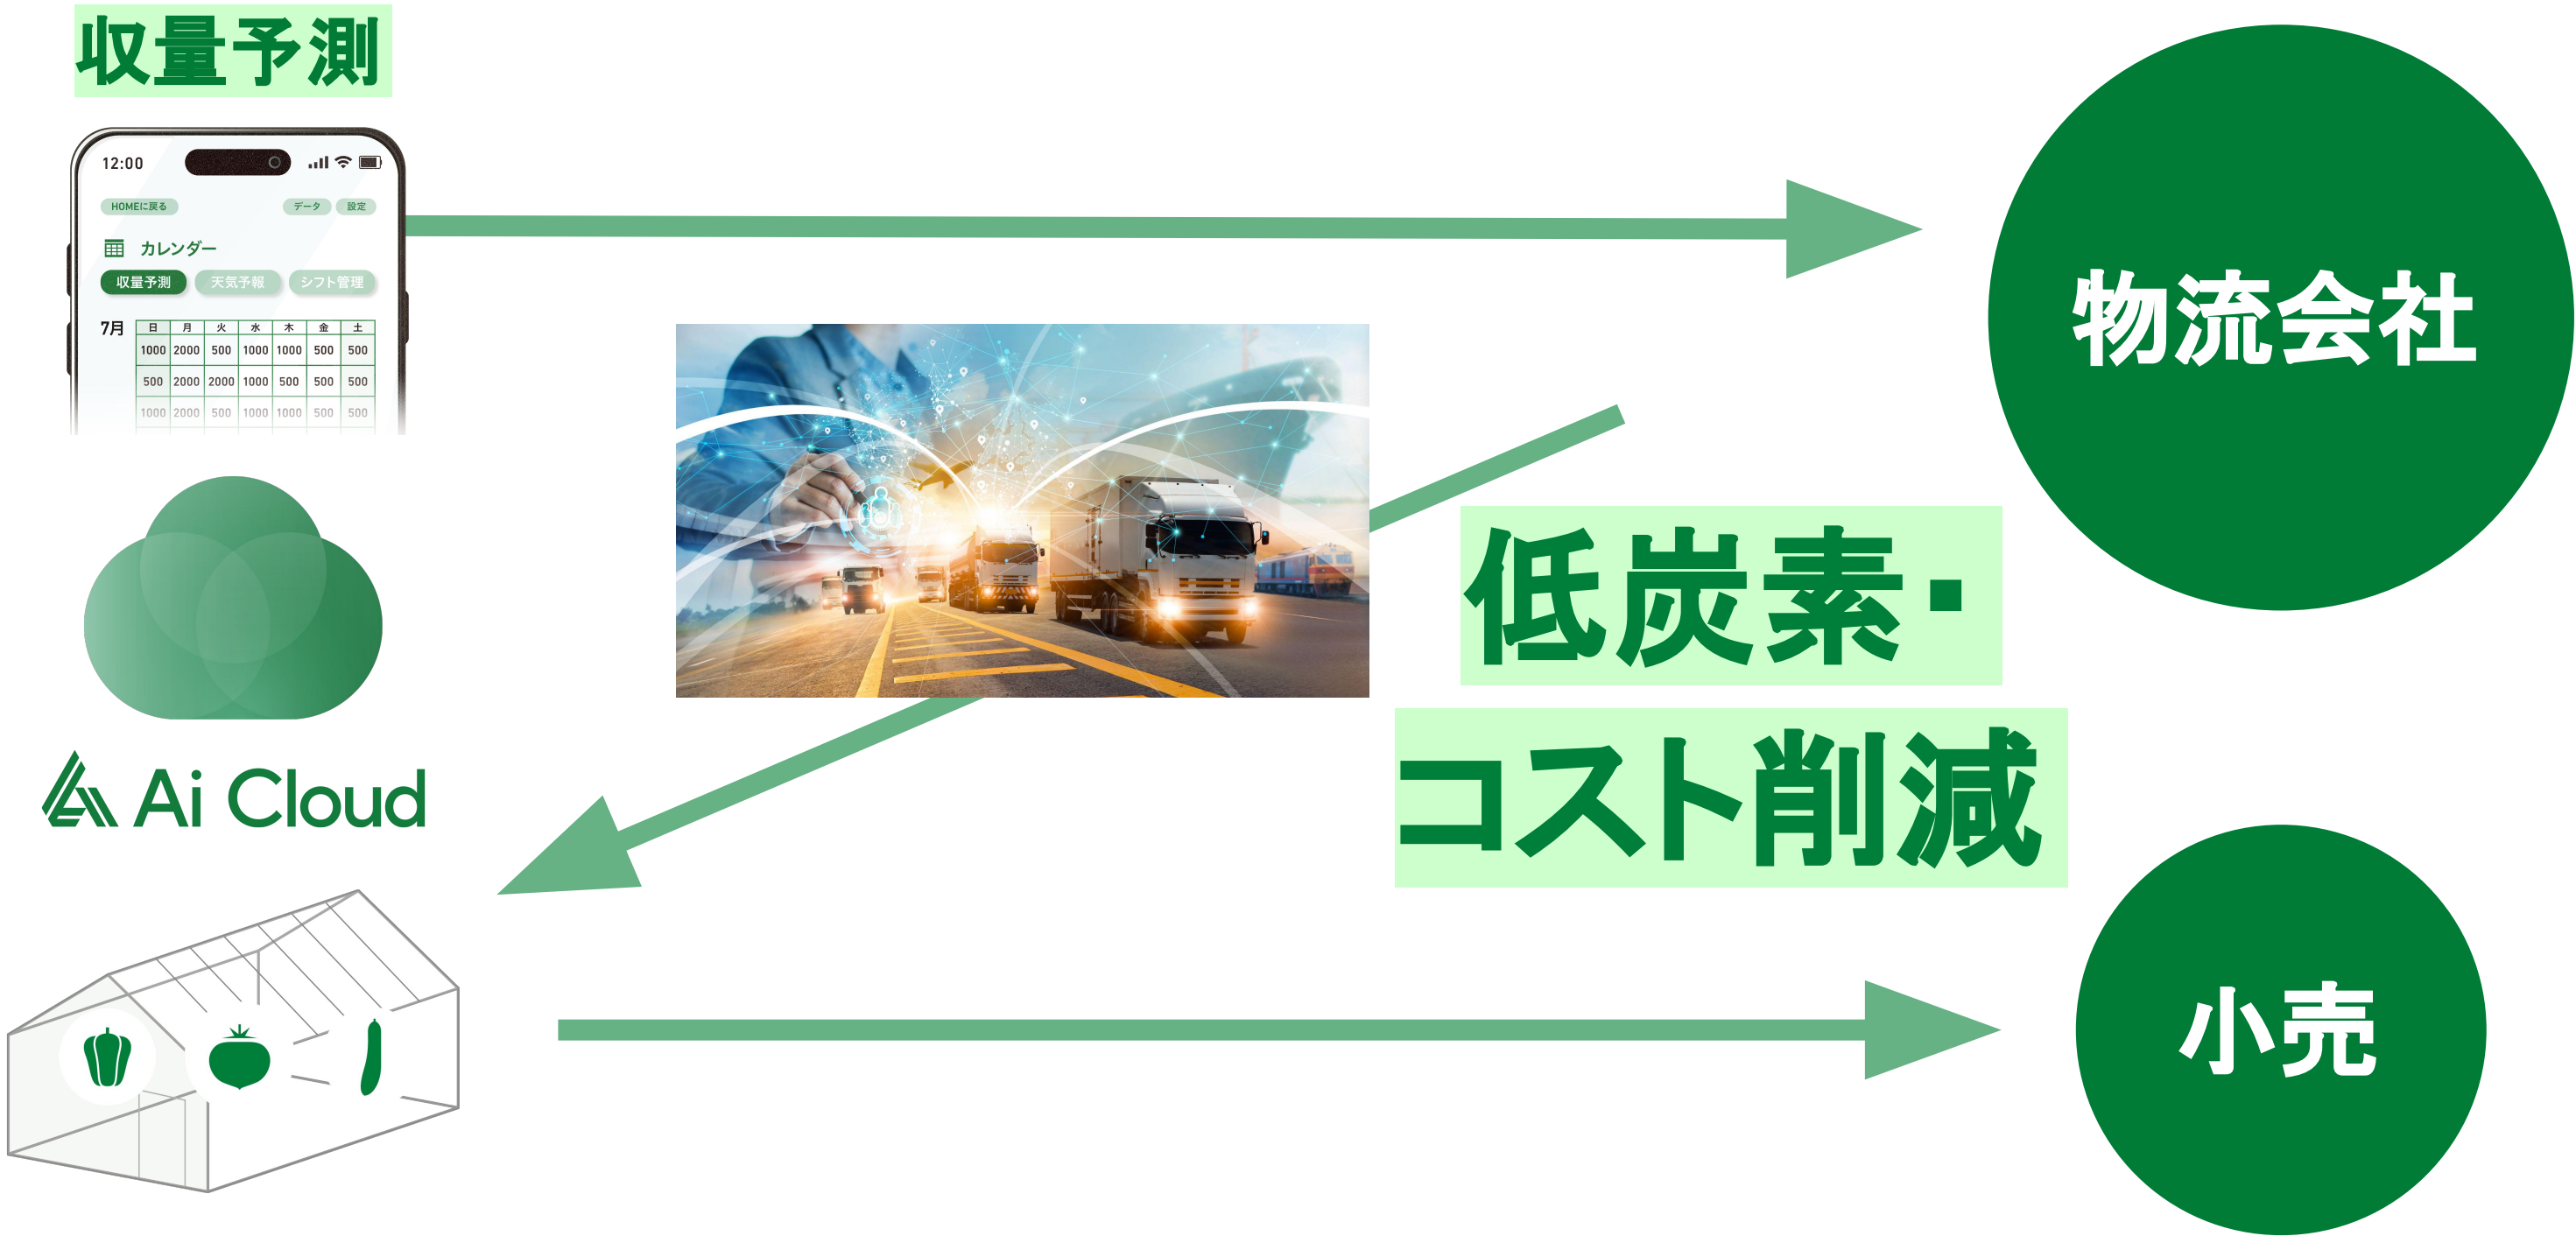 収量予測
12:00
HOMEに戻る データ 設定
カレンダー
収量予測 天気予報 シフト管理
7月 日 月 火 水 木 金 土
1000 2000 500 1000 1000 500 500
500 2000 2000 1000 500 500 500
1000 2000 500 1000 1000 500 500
Ai Cloud
物流会社
低炭素・
コスト削減
小売